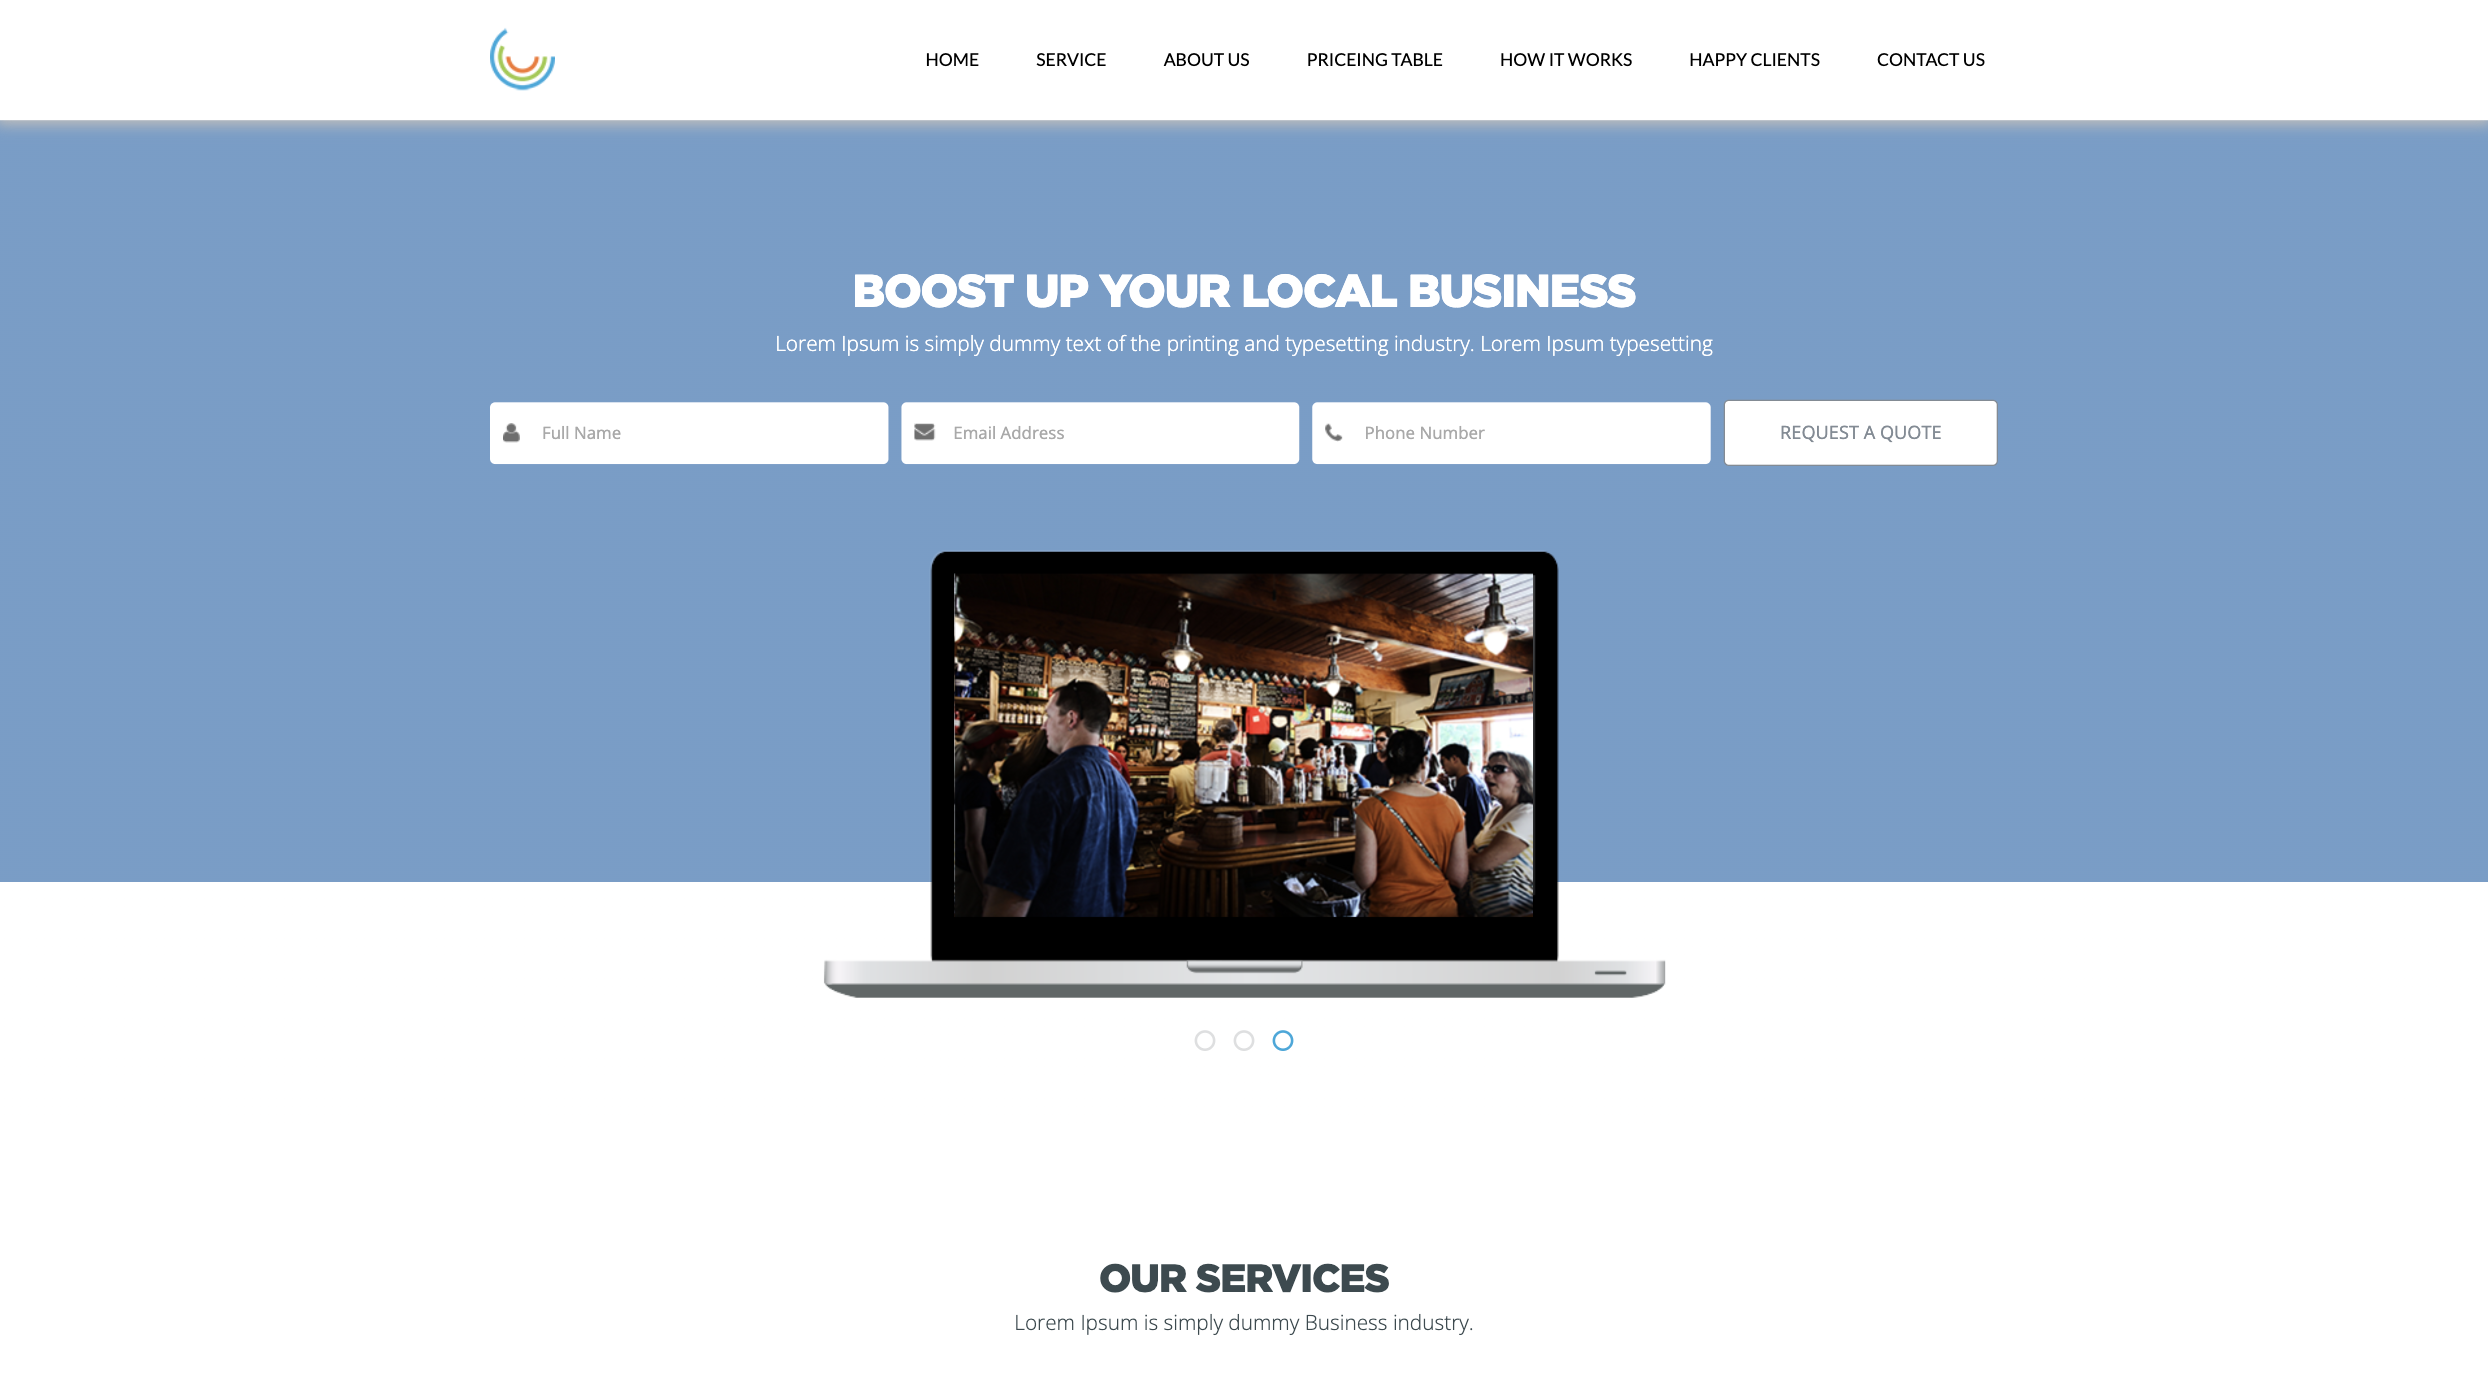 HOME SERVICE ABOUT US PRICEING TABLE HOW IT WORKS HAPPY CLIENTS CONTACT US
BOOST UP YOUR LOCAL BUSINESS
Lorem Ipsum is simply dummy text of the printing and typesetting industry. Lorem Ipsum typesetting
Full Name Email Address Phone Number REQUEST A QUOTE
OUR SERVICES
Lorem Ipsum is simply dummy Business industry.